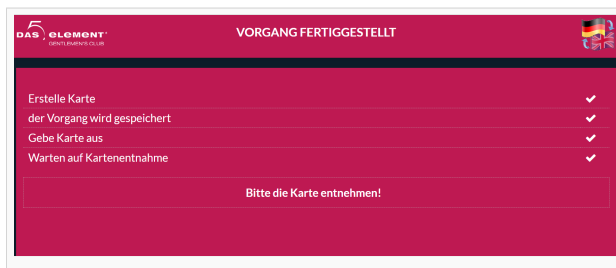 DAS 5. eLement
GENTLEMEN'S CLUB
VORGANG FERTIGGESTELLT
Erstelle Karte
der Vorgang wird gespeichert
Gebe Karte aus
Warten auf Kartenentnahme
Bitte die Karte entnehmen!